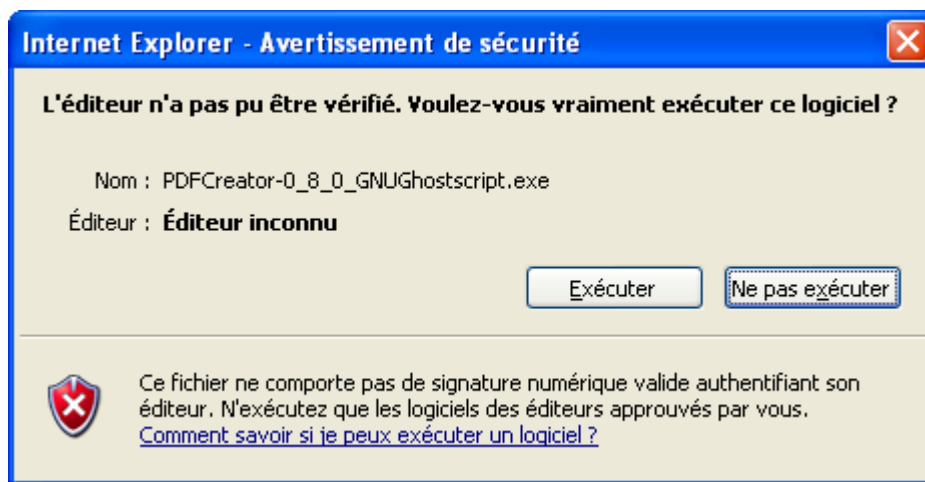 Internet Explorer - Avertissement de sécurité
L'éditeur n'a pas pu être vérifié. Voulez-vous vraiment exécuter ce logiciel ?
Nom : PDFCreator-0_8_0_GNUGhostscript.exe
Éditeur : Éditeur inconnu
Exécuter Ne pas exécuter
Ce fichier ne comporte pas de signature numérique valide authentifiant son
éditeur. N'exécutez que les logiciels des éditeurs approuvés par vous.
Comment savoir si je peux exécuter un logiciel ?